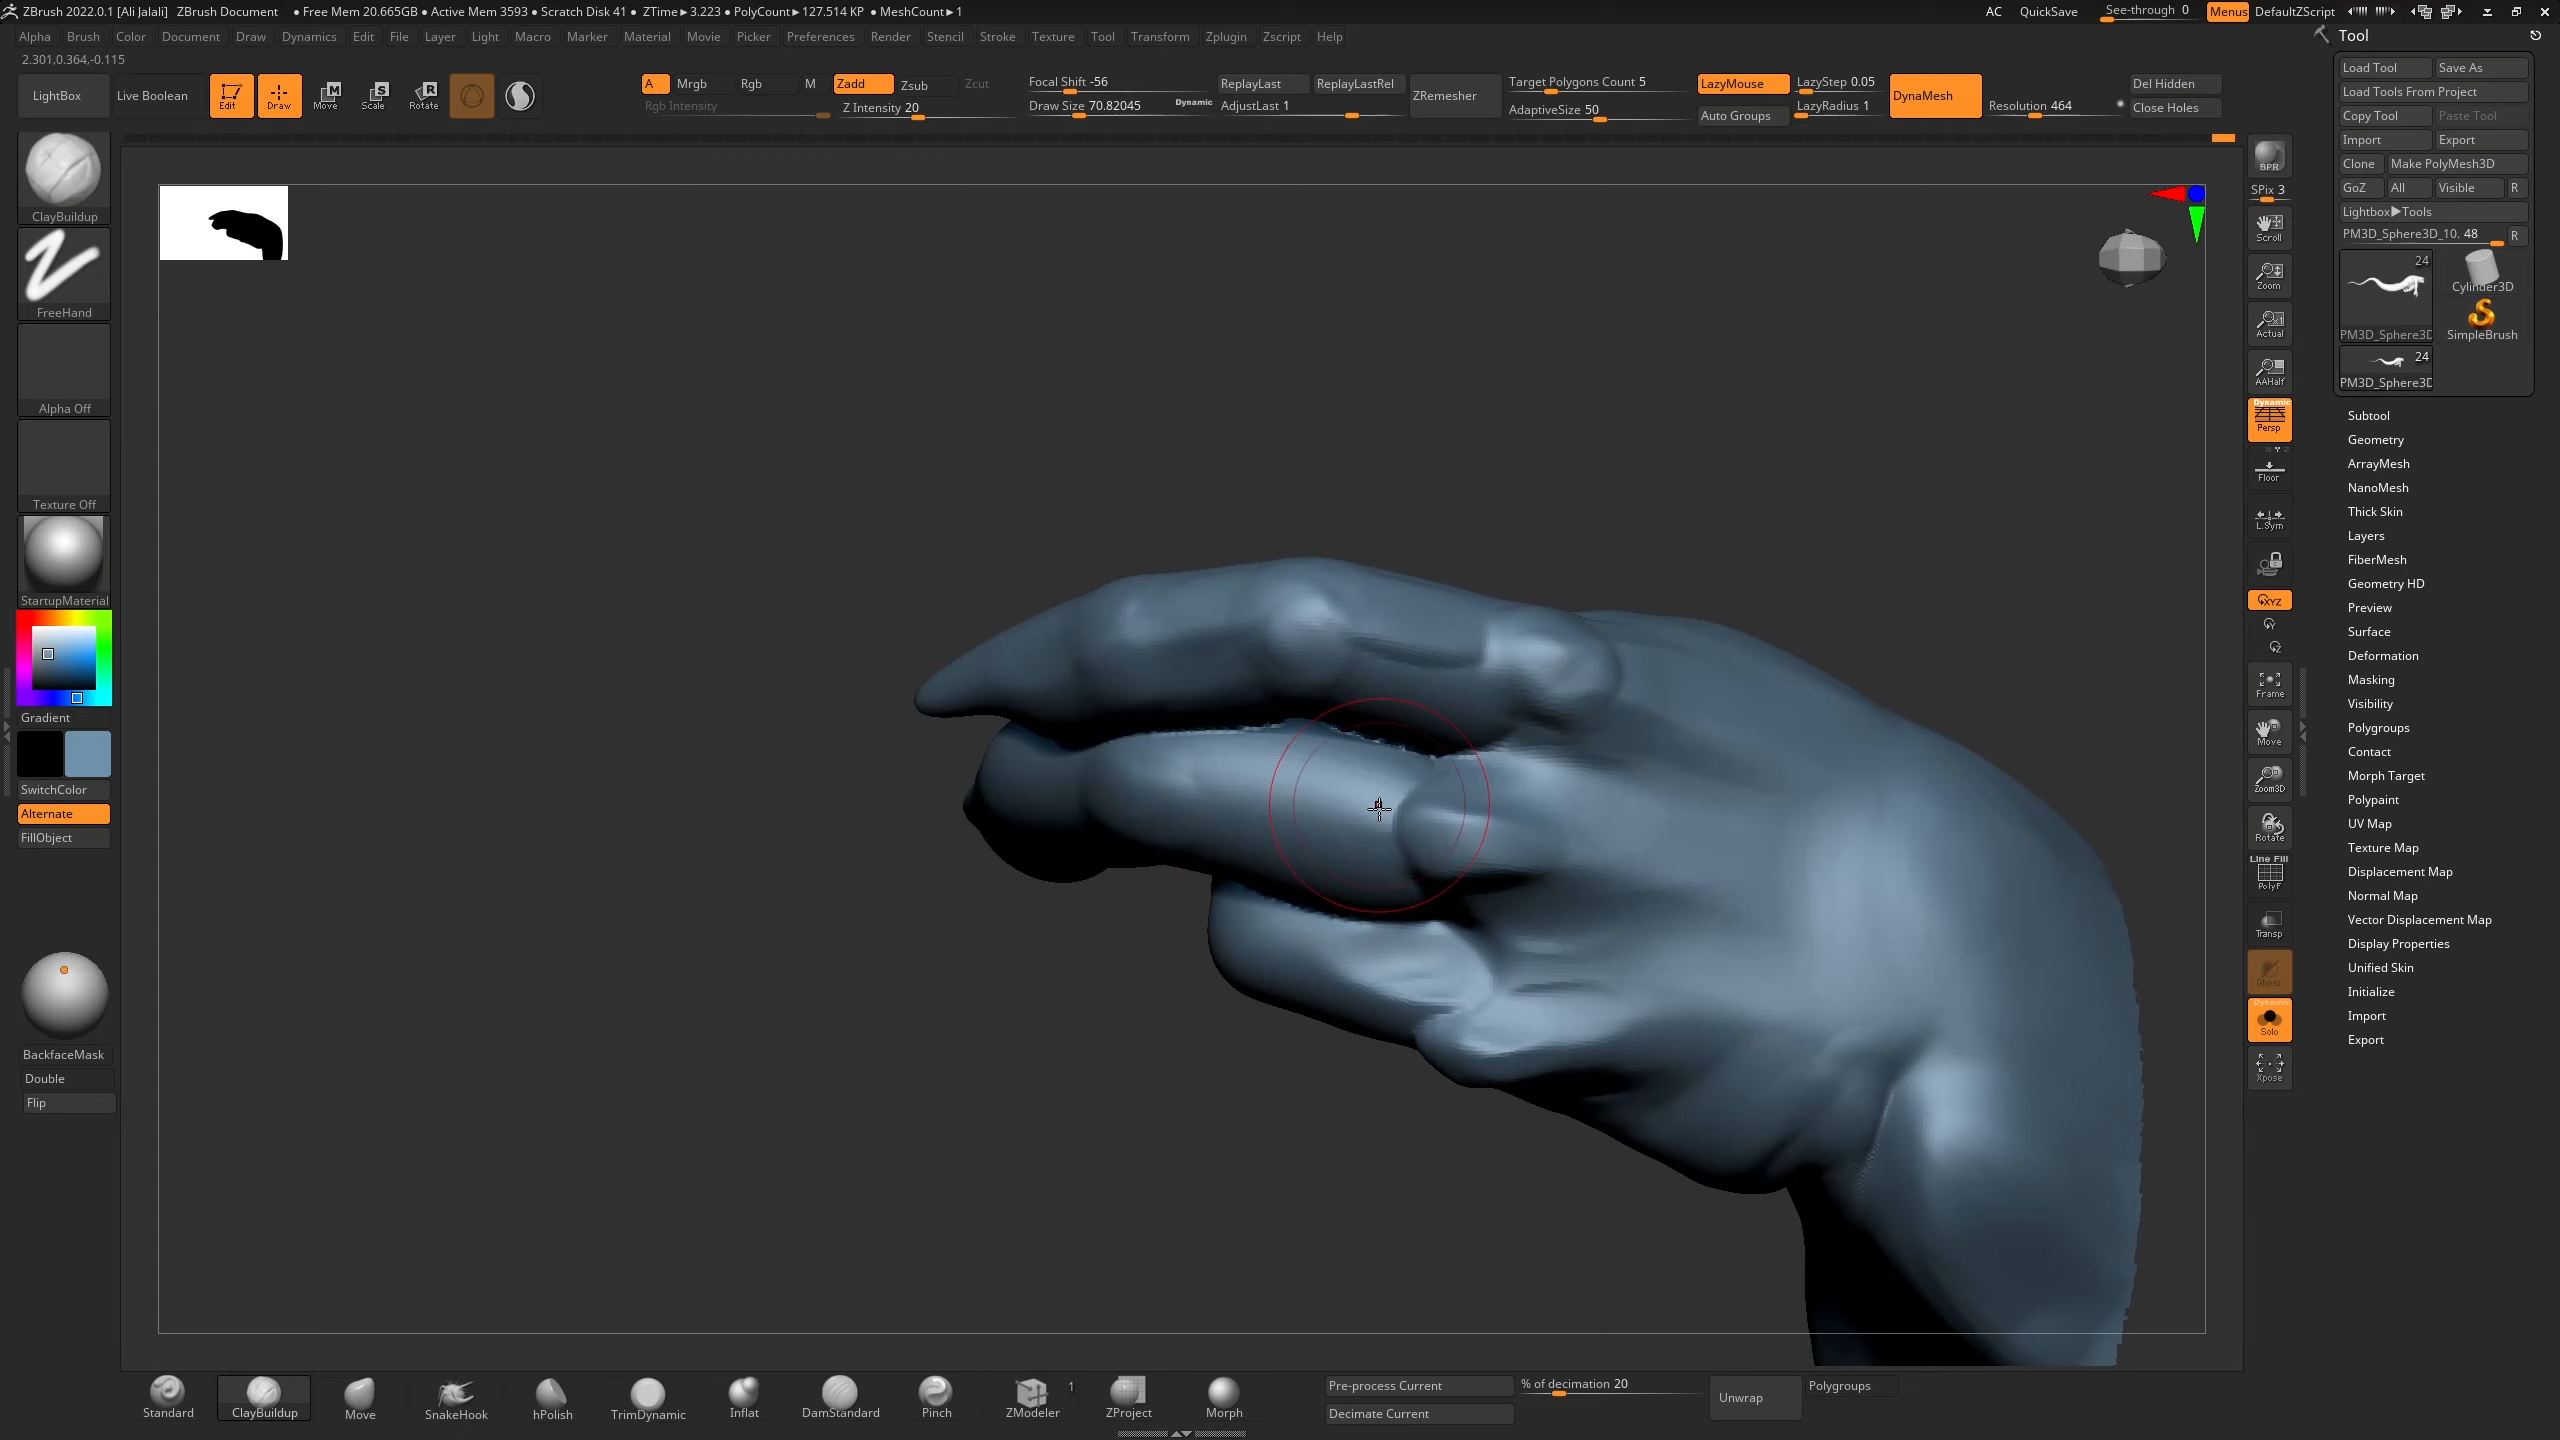 ZBrush 2022.0.1 [Ali Jalali] ZBrush Document • Free Mem 20.665GB • Active Mem 3593 • Scratch Disk 41 • ZTime►3.223 • PolyCount►127.514 KP • MeshCount►1 AC QuickSave See-through 0 Menus DefaultZScript
Alpha Brush Color Document Draw Dynamics Edit File Layer Light Macro Marker Material Movie Picker Preferences Render Stencil Stroke Texture Tool Transform Zplugin Zscript Help
2.301,0.364,-0.115
LightBox Live Boolean Edit Draw Move Scale Rotate
A Mrgb Rgb M Zadd Zsub Zcut
Rgb Intensity Z Intensity 20
Focal Shift -56
Draw Size 70.82045 Dynamic
ReplayLast ReplayLastRel
AdjustLast 1
ZRemesher
Target Polygons Count 5
AdaptiveSize 50
LazyMouse LazyStep 0.05
Auto Groups LazyRadius 1
DynaMesh Resolution 464
Del Hidden
Close Holes
ClayBuildup
FreeHand
Alpha Off
Texture Off
StartupMaterial
Gradient
SwitchColor
Alternate
FillObject
BackfaceMask
Double
Flip
BPR
SPix 3
Scroll
Zoom
Actual
AAHalf
Dynamic
Persp
Floor
L.Sym
XYZ
Frame
Move
Zoom3D
Rotate
Line Fill
PolyF
Transp
Ghost
Dynamic
Solo
Xpose
Tool
Load Tool Save As
Load Tools From Project
Copy Tool Paste Tool
Import Export
Clone Make PolyMesh3D
GoZ All Visible R
Lightbox►Tools
PM3D_Sphere3D_10. 48 R
24
Cylinder3D
PM3D_Sphere3D SimpleBrush
24
PM3D_Sphere3D
Subtool
Geometry
ArrayMesh
NanoMesh
Thick Skin
Layers
FiberMesh
Geometry HD
Preview
Surface
Deformation
Masking
Visibility
Polygroups
Contact
Morph Target
Polypaint
UV Map
Texture Map
Displacement Map
Normal Map
Vector Displacement Map
Display Properties
Unified Skin
Initialize
Import
Export
Standard ClayBuildup Move SnakeHook hPolish TrimDynamic Inflat DamStandard Pinch ZModeler 1 ZProject Morph
Pre-process Current % of decimation 20
Decimate Current
Unwrap Polygroups